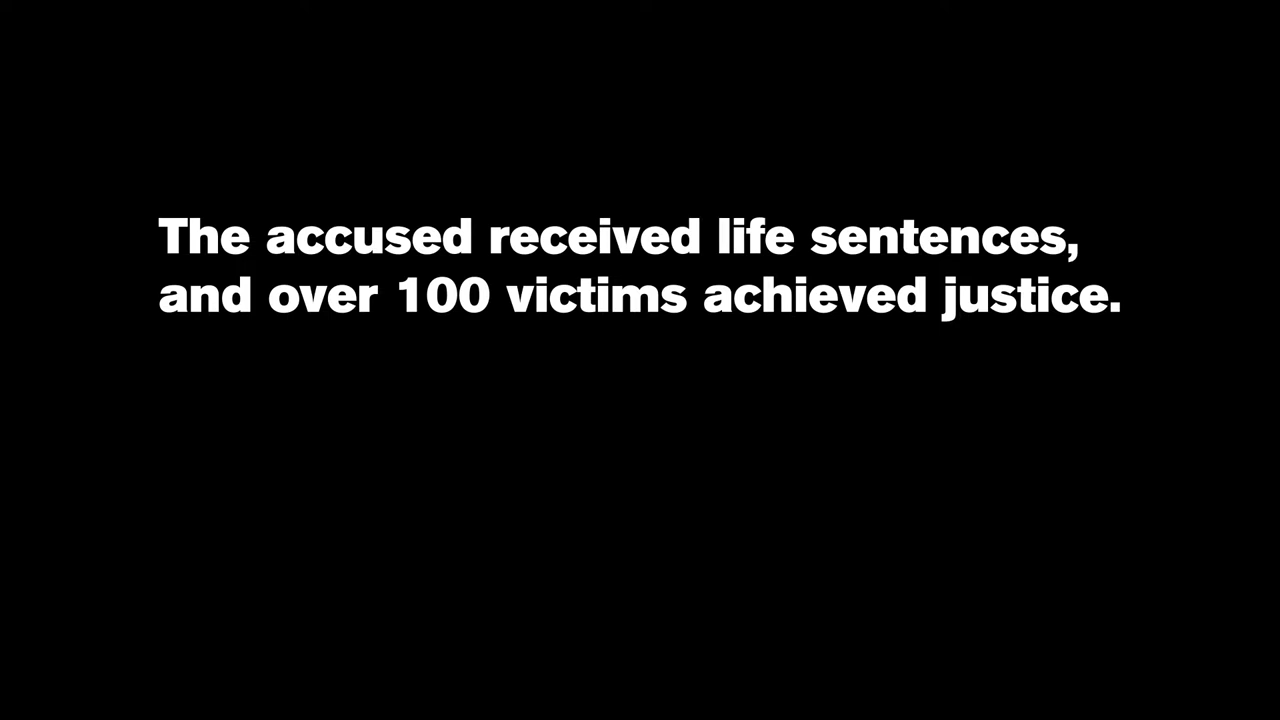 The accused received life sentences,
and over 100 victims achieved justice.